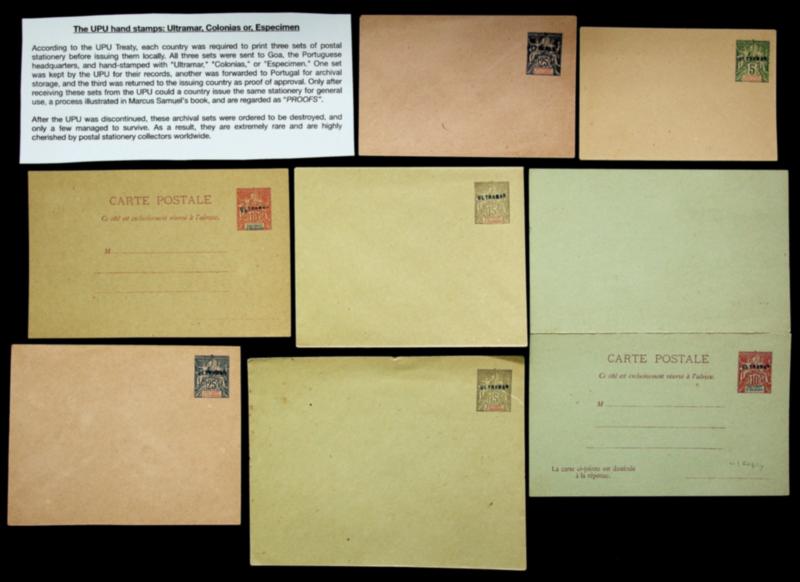 The UPU hand stamps: Ultramar, Colonias or, Especimen
According to the UPU Treaty, each country was required to print three sets of postal
stationery before issuing them locally. All three sets were sent to Goa, the Portuguese
headquarters, and hand-stamped with "Ultramar," "Colonias," or "Especimen." One set
was kept by the UPU for their records, another was forwarded to Portugal for archival
storage, and the third was returned to the issuing country as proof of approval. Only after
receiving these sets from the UPU could a country issue the same stationery for general
use, a process illustrated in Marcus Samuel's book, and are regarded as "PROOFS".
After the UPU was discontinued, these archival sets were ordered to be destroyed, and
only a few managed to survive. As a result, they are extremely rare and are highly
cherished by postal stationery collectors worldwide.
ULTRAMAR
ULTRAMAR
5
CARTE POSTALE
Ce côté est exclusivement réservé à l'adresse.
M
ULTRAMAR
ULTRAMAR
15
ULTRAMAR
25
ULTRAMAR
15
CARTE POSTALE
Ce côté est exclusivement réservé à l'adresse.
M
La carte ci-jointe est destinée
à la réponse.
ULTRAMAR